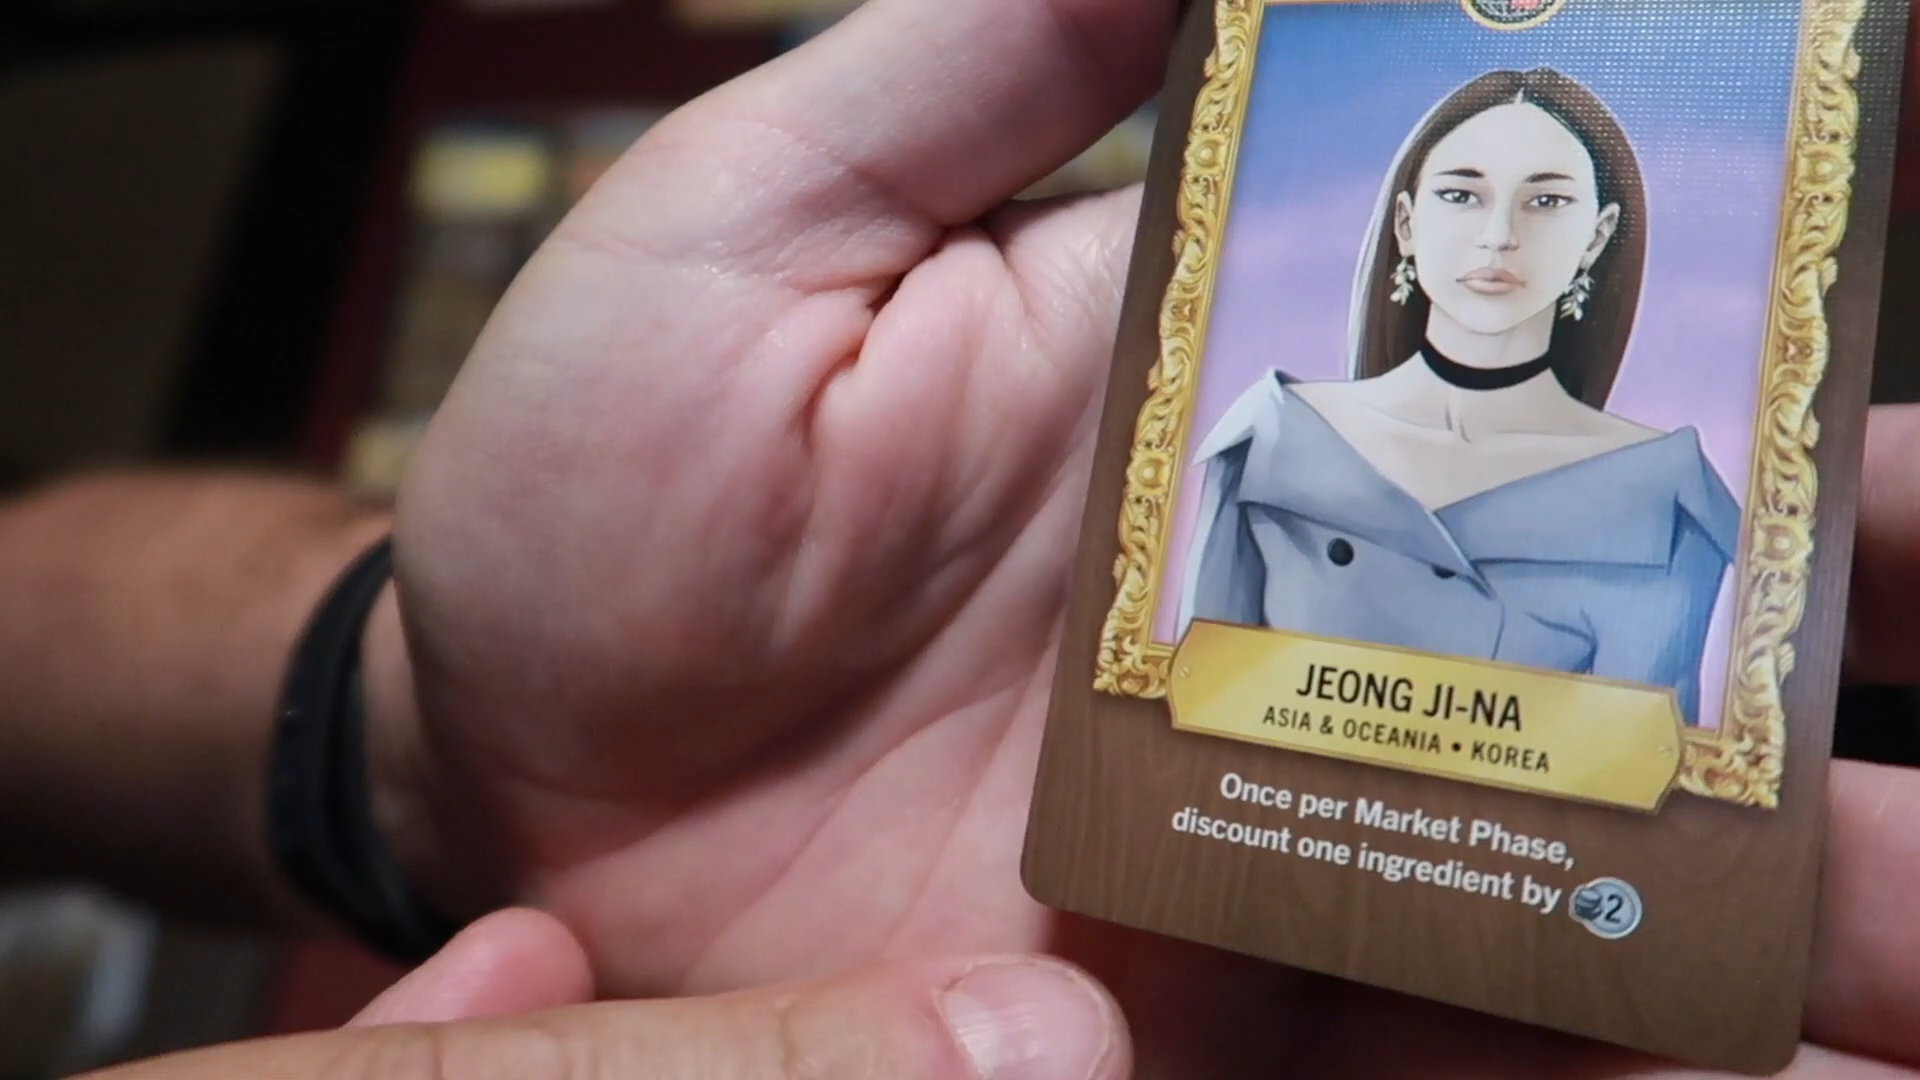 JEONG JI-NA
ASIA & OCEANIA • KOREA
Once per Market Phase,
discount one ingredient by 2